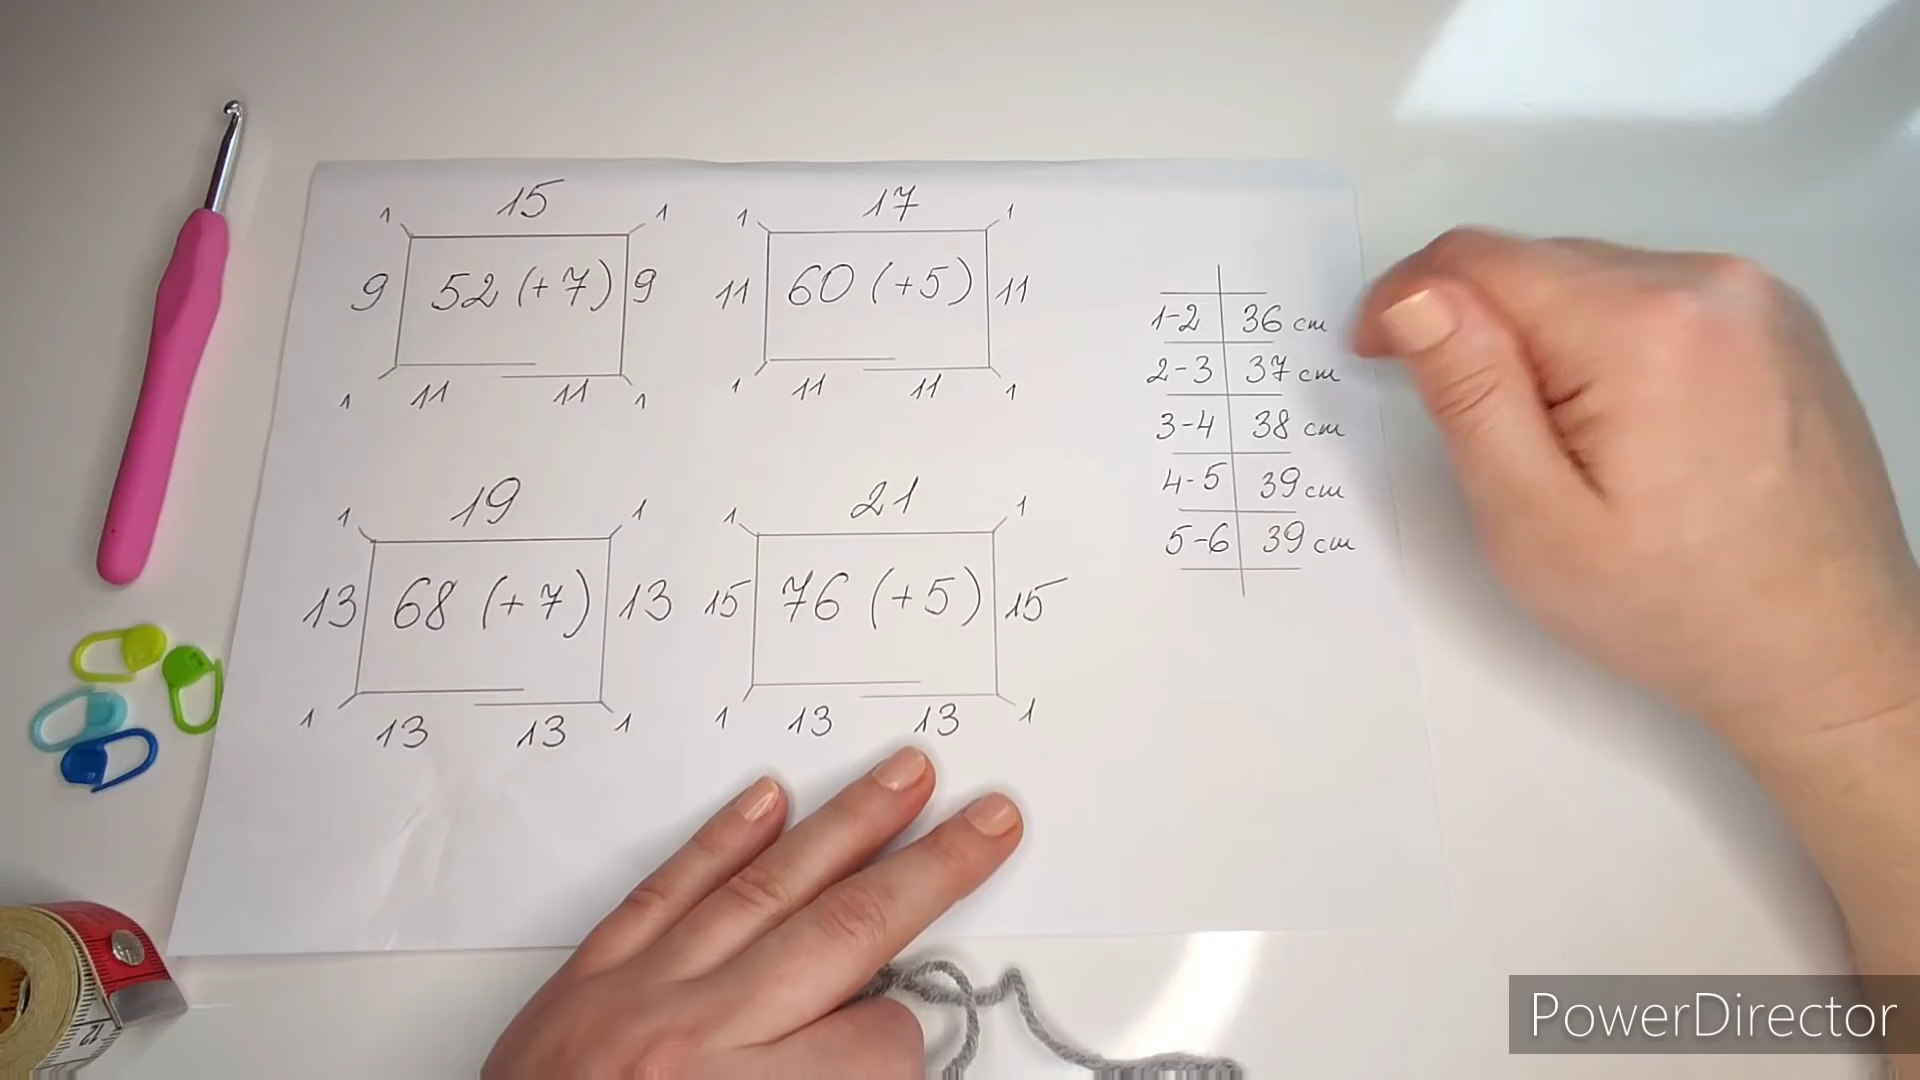 1 15 1
9 52 (+7) 9
1 11 11 1
1 17 1
11 60 (+5) 11
1 11 11 1
1 19 1
13 68 (+7) 13
1 13 13 1
1 21 1
15 76 (+5) 15
1 13 13 1
1-2 36 cm
2-3 37 cm
3-4 38 cm
4-5 39 cm
5-6 39 cm
12
PowerDirector